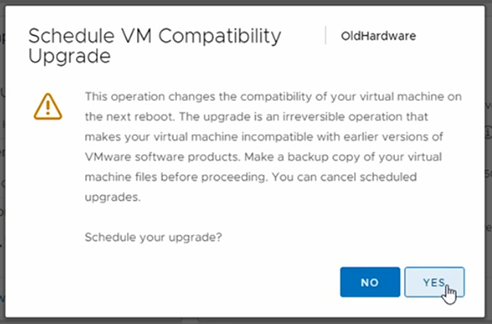 Schedule VM Compatibility
Upgrade
OldHardware
This operation changes the compatibility of your virtual machine on
the next reboot. The upgrade is an irreversible operation that
makes your virtual machine incompatible with earlier versions of
VMware software products. Make a backup copy of your virtual
machine files before proceeding. You can cancel scheduled
upgrades.
Schedule your upgrade?
NO
YES